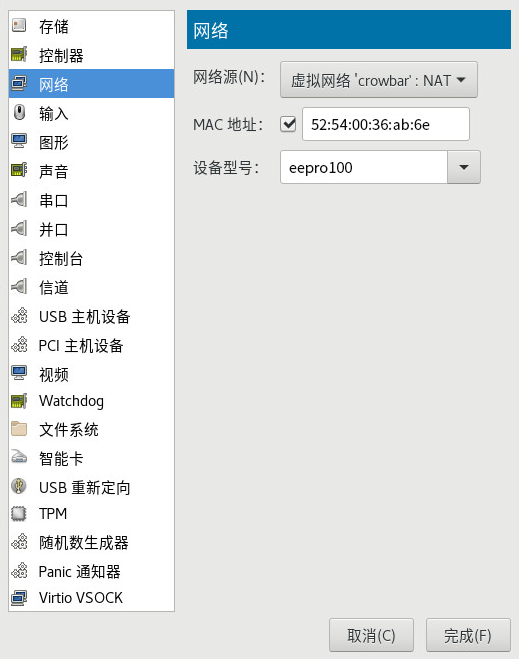 存储
控制器
网络
输入
图形
声音
串口
并口
控制台
信道
USB 主机设备
PCI 主机设备
视频
Watchdog
文件系统
智能卡
USB 重新定向
TPM
随机数生成器
Panic 通知器
Virtio VSOCK
网络
网络源(N)： 虚拟网络 'crowbar' : NAT
MAC 地址： 52:54:00:36:ab:6e
设备型号： eepro100
取消(C) 完成(F)